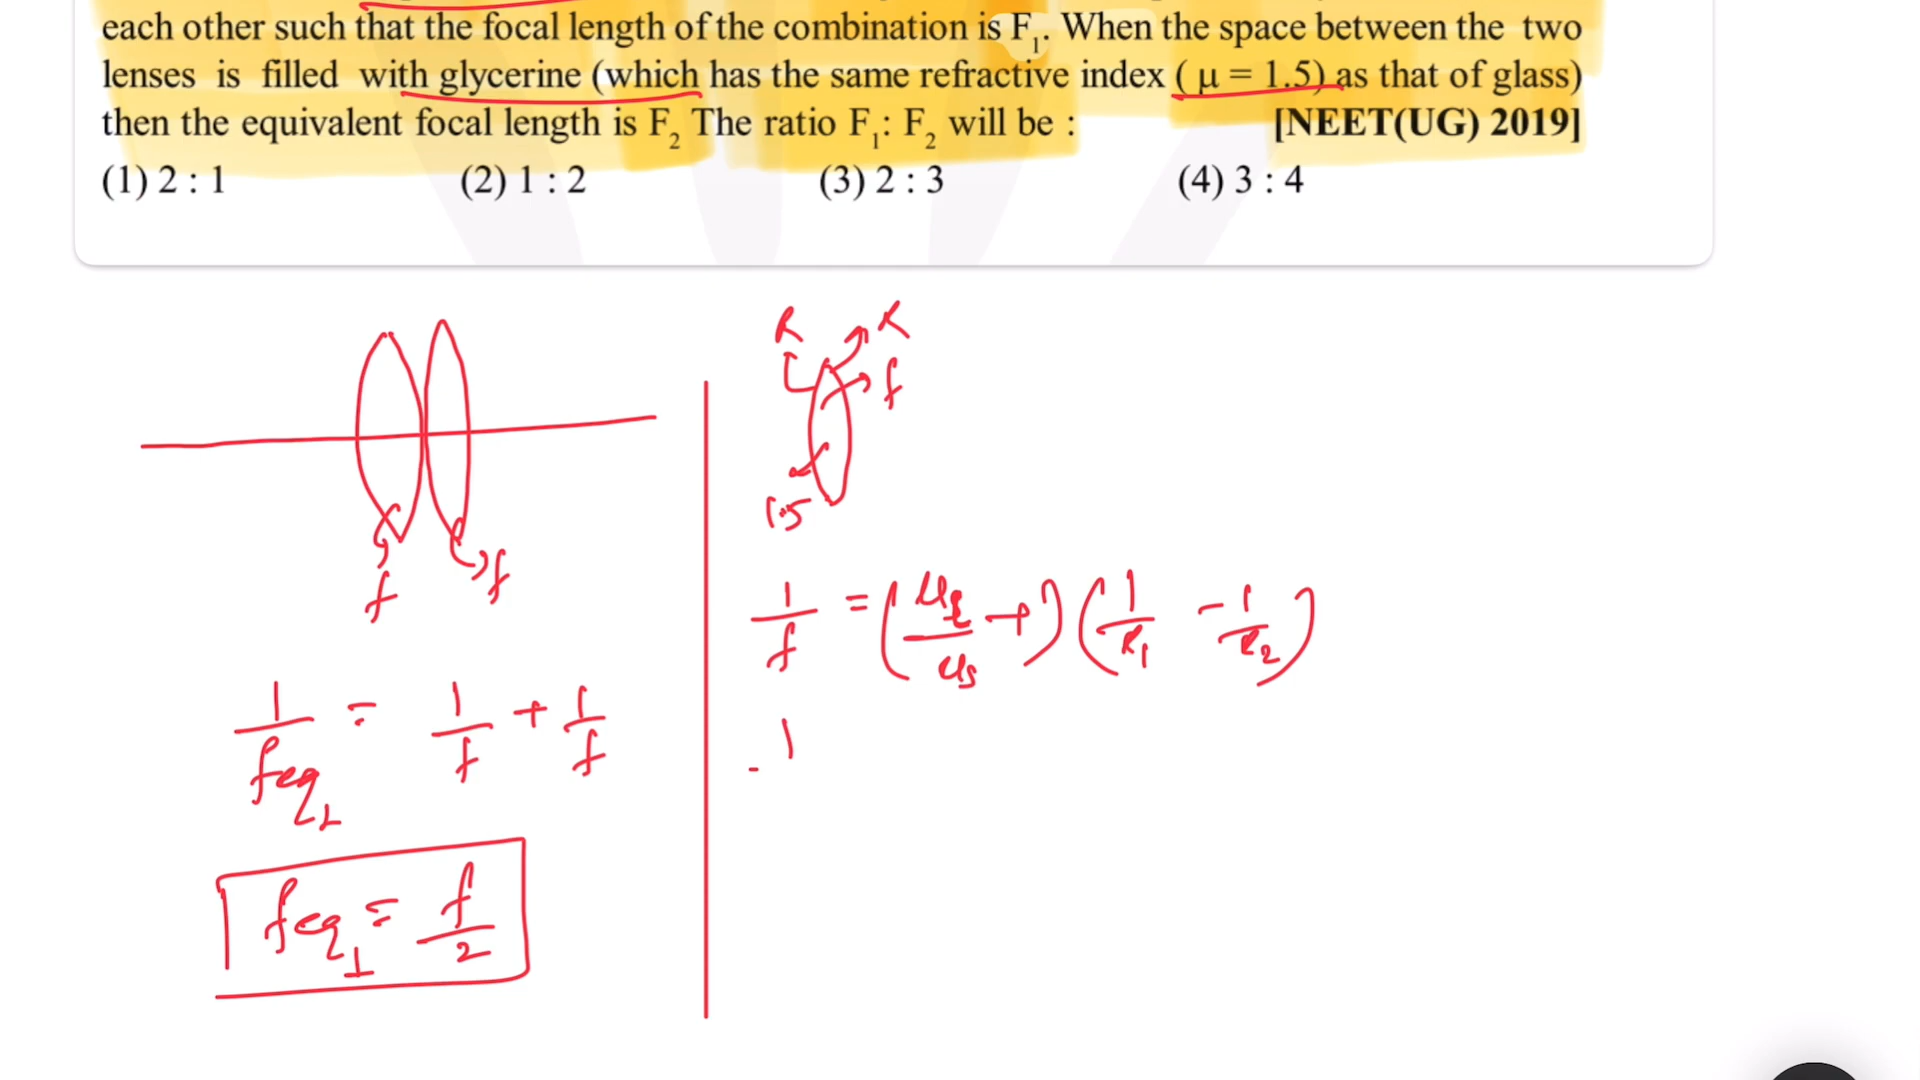 each other such that the focal length of the combination is F₁. When the space between the two
lenses is filled with glycerine (which has the same refractive index ( μ = 1.5) as that of glass)
then the equivalent focal length is F₂ The ratio F₁: F₂ will be : [NEET(UG) 2019]
(1) 2 : 1 (2) 1 : 2 (3) 2 : 3 (4) 3 : 4
R R
f
1.5
f f
1/f = (μℓ/μs - 1) (1/R₁ - 1/R₂)
1/feq₁ = 1/f + 1/f
1
feq₁ = f/2